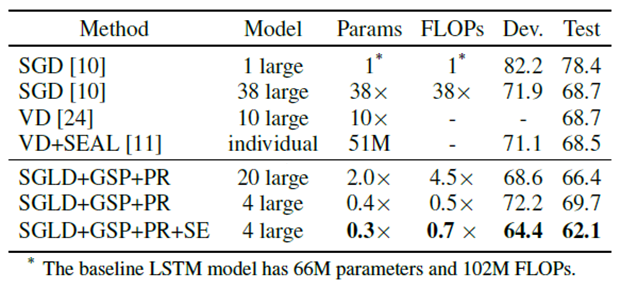 Method Model Params FLOPs Dev. Test
SGD [10] 1 large 1* 1* 82.2 78.4
SGD [10] 38 large 38× 38× 71.9 68.7
VD [24] 10 large 10× - - 68.7
VD+SEAL [11] individual 51M - 71.1 68.5
SGLD+GSP+PR 20 large 2.0× 4.5× 68.6 66.4
SGLD+GSP+PR 4 large 0.4× 0.5× 72.2 69.7
SGLD+GSP+PR+SE 4 large 0.3× 0.7 × 64.4 62.1
* The baseline LSTM model has 66M parameters and 102M FLOPs.